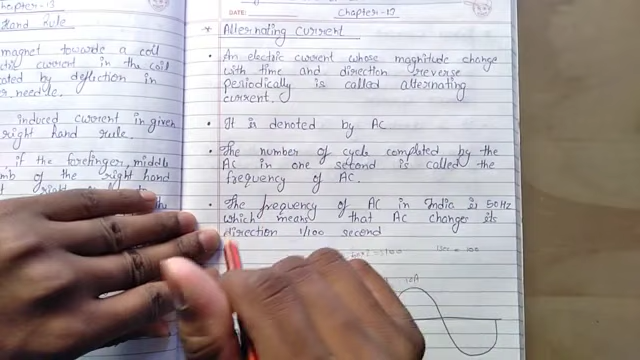 Chapter-13
Hand Rule
magnet towards a coil
current in the coil
by deflection in
needle.
induced current in given
right hand rule.
if the forefinger, middle
of the right hand
DATE:
Chapter-13
* Alternating current
• An electric current whose magnitude change
with time and direction reverse
periodically is called alternating
current.
• It is denoted by AC
• The number of cycle completed by the
AC in one second is called the
frequency of AC.
• The frequency of AC in India is 50Hz
which means that AC change its
direction 1/100 second